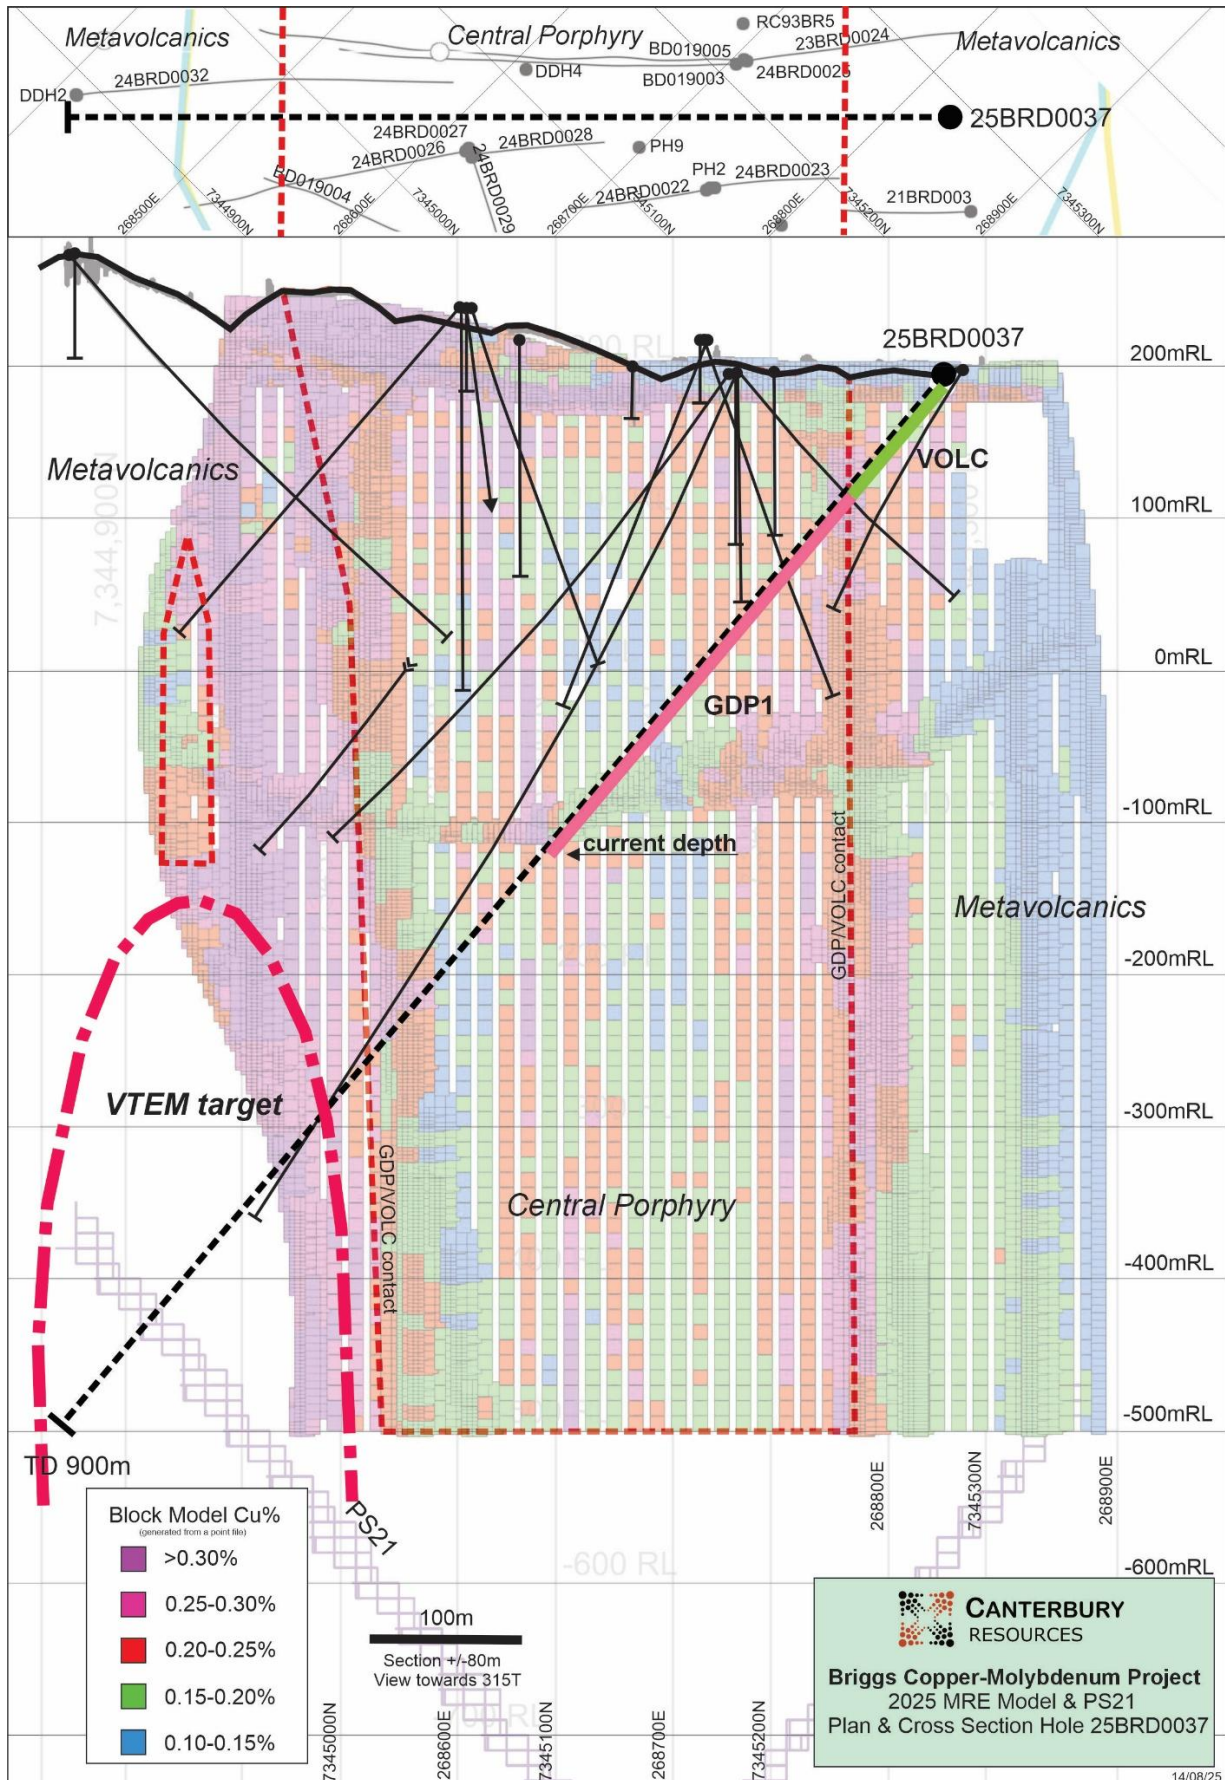 Metavolcanics
Central Porphyry
Metavolcanics
RC93BR5
BD019005
23BRD0024
24BRD0032
DDH4
BD019003
24BRD0025
DDH2
25BRD0037
24BRD0027
24BRD0028
24BRD0026
PH9
BD019004
24BRD0029
PH2
24BRD0023
24BRD0022
21BRD003
268500E
7344900N
268600E
7345000N
268700E
7345100N
268800E
7345200N
268900E
7345300N
25BRD0037
200mRL
Metavolcanics
VOLC
7,344,900N
100mRL
0mRL
GDP1
-100mRL
current depth
GDP/VOLC contact
Metavolcanics
-200mRL
VTEM target
-300mRL
GDP/VOLC contact
Central Porphyry
-400mRL
-500mRL
TD 900m
PS21
268800E
7345300N
268900E
-600 RL
-600mRL
Block Model Cu%
(generated from a point file)
>0.30%
0.25-0.30%
0.20-0.25%
0.15-0.20%
0.10-0.15%
100m
Section +/-80m
View towards 315T
7345000N
268600E
7345100N
268700E
7345200N
CANTERBURY
RESOURCES
Briggs Copper-Molybdenum Project
2025 MRE Model & PS21
Plan & Cross Section Hole 25BRD0037
14/08/25